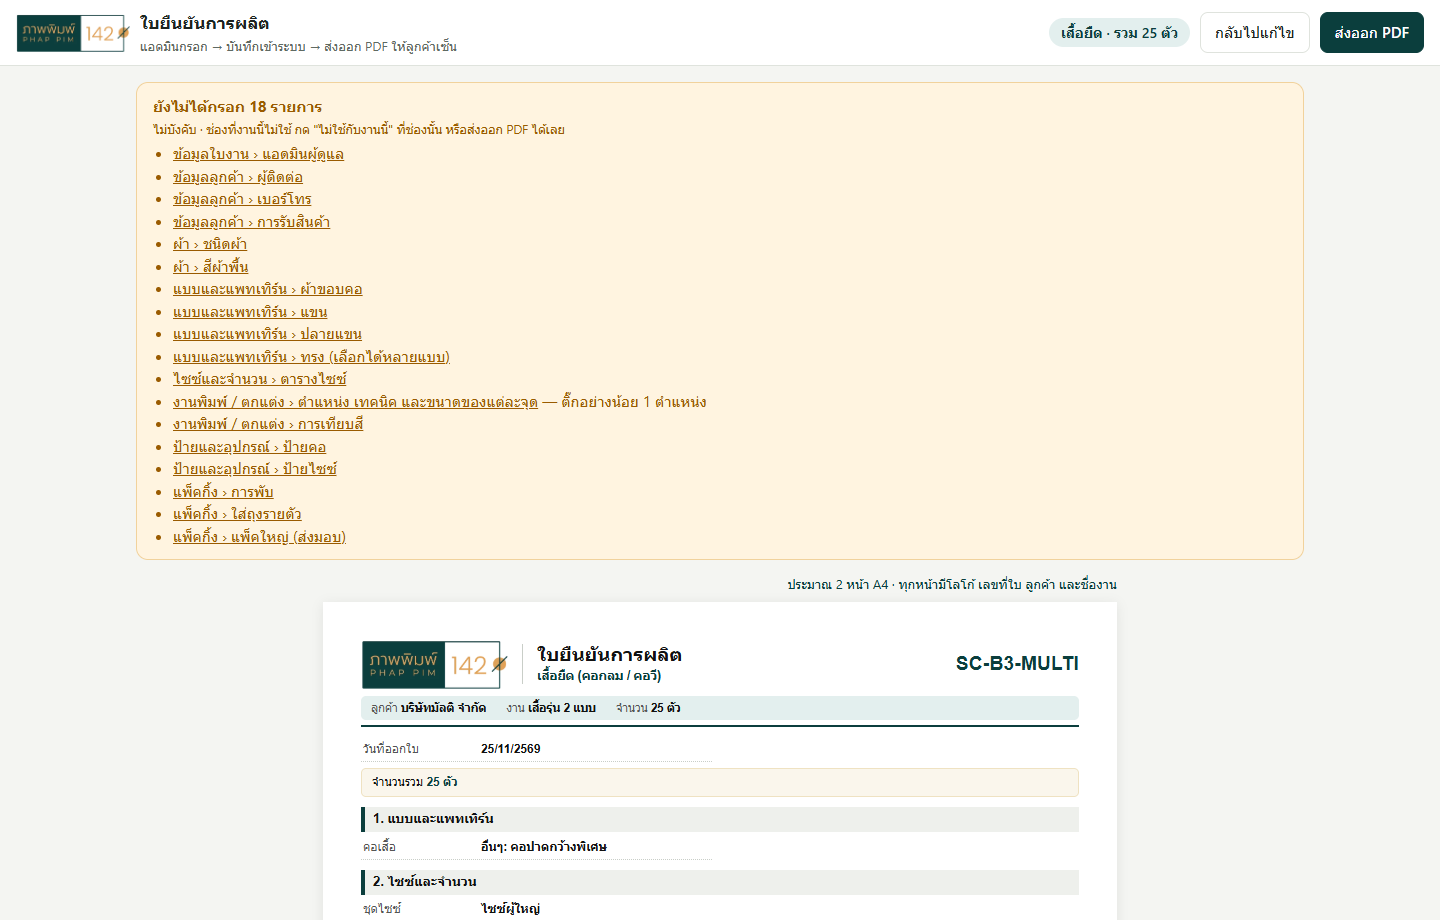 ภาพพิมพ์ 142
PHAP PIM
ใบยืนยันการผลิต
แอดมินกรอก → บันทึกเข้าระบบ → ส่งออก PDF ให้ลูกค้าเซ็น
เสื้อยืด · รวม 25 ตัว
กลับไปแก้ไข
ส่งออก PDF
ยังไม่ได้กรอก 18 รายการ
ไม่บังคับ · ช่องที่งานนี้ไม่ใช้ กด "ไม่ใช้กับงานนี้" ที่ช่องนั้น หรือส่งออก PDF ได้เลย
ข้อมูลใบงาน › แอดมินผู้ดูแล
ข้อมูลลูกค้า › ผู้ติดต่อ
ข้อมูลลูกค้า › เบอร์โทร
ข้อมูลลูกค้า › การรับสินค้า
ผ้า › ชนิดผ้า
ผ้า › สีผ้าพื้น
แบบและแพทเทิร์น › ผ้าขอบคอ
แบบและแพทเทิร์น › แขน
แบบและแพทเทิร์น › ปลายแขน
แบบและแพทเทิร์น › ทรง (เลือกได้หลายแบบ)
ไซซ์และจำนวน › ตารางไซซ์
งานพิมพ์ / ตกแต่ง › ตำแหน่ง เทคนิค และขนาดของแต่ละจุด — ติ๊กอย่างน้อย 1 ตำแหน่ง
งานพิมพ์ / ตกแต่ง › การเทียบสี
ป้ายและอุปกรณ์ › ป้ายคอ
ป้ายและอุปกรณ์ › ป้ายไซซ์
แพ็คกิ้ง › การพับ
แพ็คกิ้ง › ใส่ถุงรายตัว
แพ็คกิ้ง › แพ็คใหญ่ (ส่งมอบ)
ประมาณ 2 หน้า A4 · ทุกหน้ามีโลโก้ เลขที่ใบ ลูกค้า และชื่องาน
ภาพพิมพ์ 142
PHAP PIM
ใบยืนยันการผลิต
เสื้อยืด (คอกลม / คอวี)
SC-B3-MULTI
ลูกค้า บริษัทมัลติ จำกัด งาน เสื้อรุ่น 2 แบบ จำนวน 25 ตัว
วันที่ออกใบ 25/11/2569
จำนวนรวม 25 ตัว
1. แบบและแพทเทิร์น
คอเสื้อ อื่นๆ: คอปาดกว้างพิเศษ
2. ไซซ์และจำนวน
ชุดไซซ์ ไซซ์ผู้ใหญ่